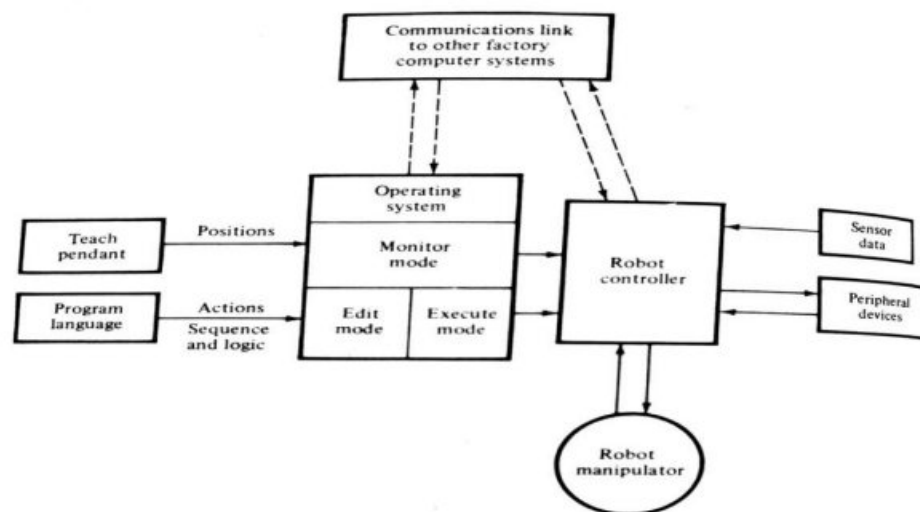 Communications link
to other factory
computer systems
Operating
system
Teach
pendant
Positions
Monitor
mode
Program
language
Actions
Sequence
and logic
Edit
mode
Execute
mode
Robot
controller
Sensor
data
Peripheral
devices
Robot
manipulator